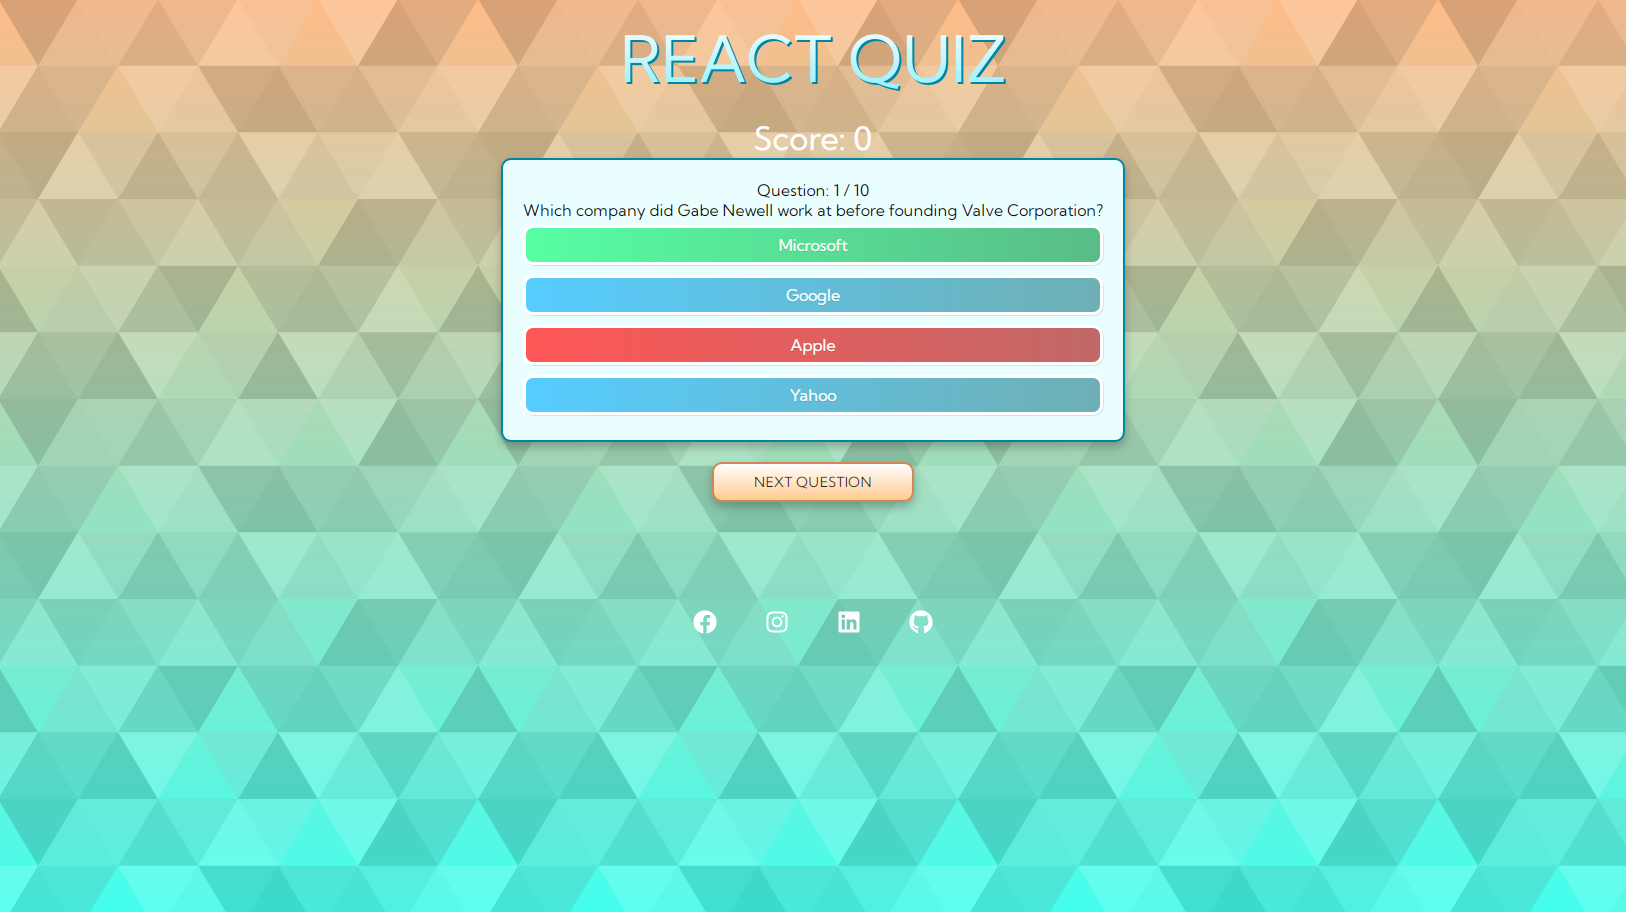 REACT QUIZ
Score: 0
Question: 1 / 10
Which company did Gabe Newell work at before founding Valve Corporation?
Microsoft
Google
Apple
Yahoo
NEXT QUESTION